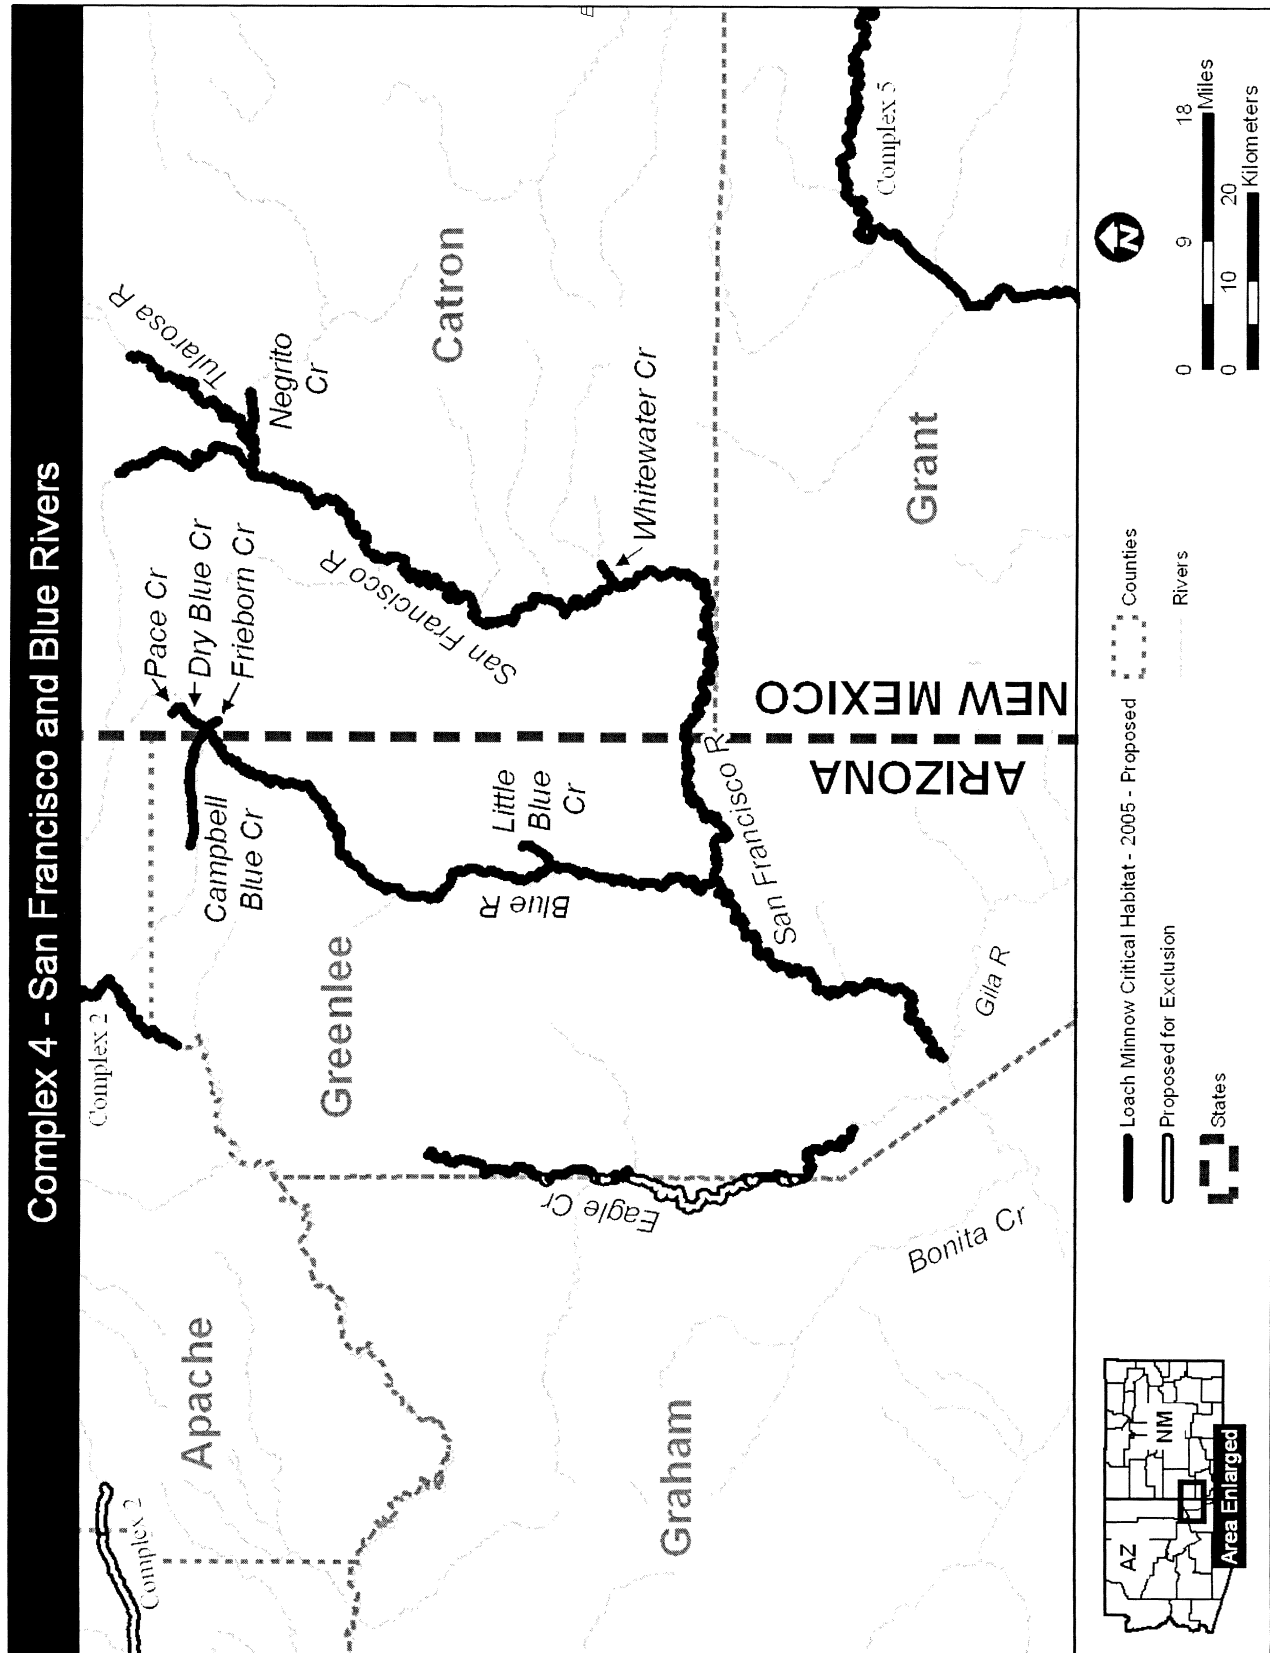 Complex 4 - San Francisco and Blue Rivers
Complex 2
Apache
Complex 2
Greenlee
Graham
Eagle Cr
Bonita Cr
Gila R
Campbell
Blue Cr
Pace Cr
Dry Blue Cr
Frieborn Cr
Little
Blue
Cr
Blue R
San Francisco R
San Francisco R
Tularosa R
Negrito
Cr
Catron
Whitewater Cr
ARIZONA
NEW MEXICO
Grant
Complex 5
AZ
NM
Area Enlarged
Loach Minnow Critical Habitat - 2005 - Proposed
Proposed for Exclusion
States
Counties
Rivers
N
0 9 18
Miles
0 10 20
Kilometers